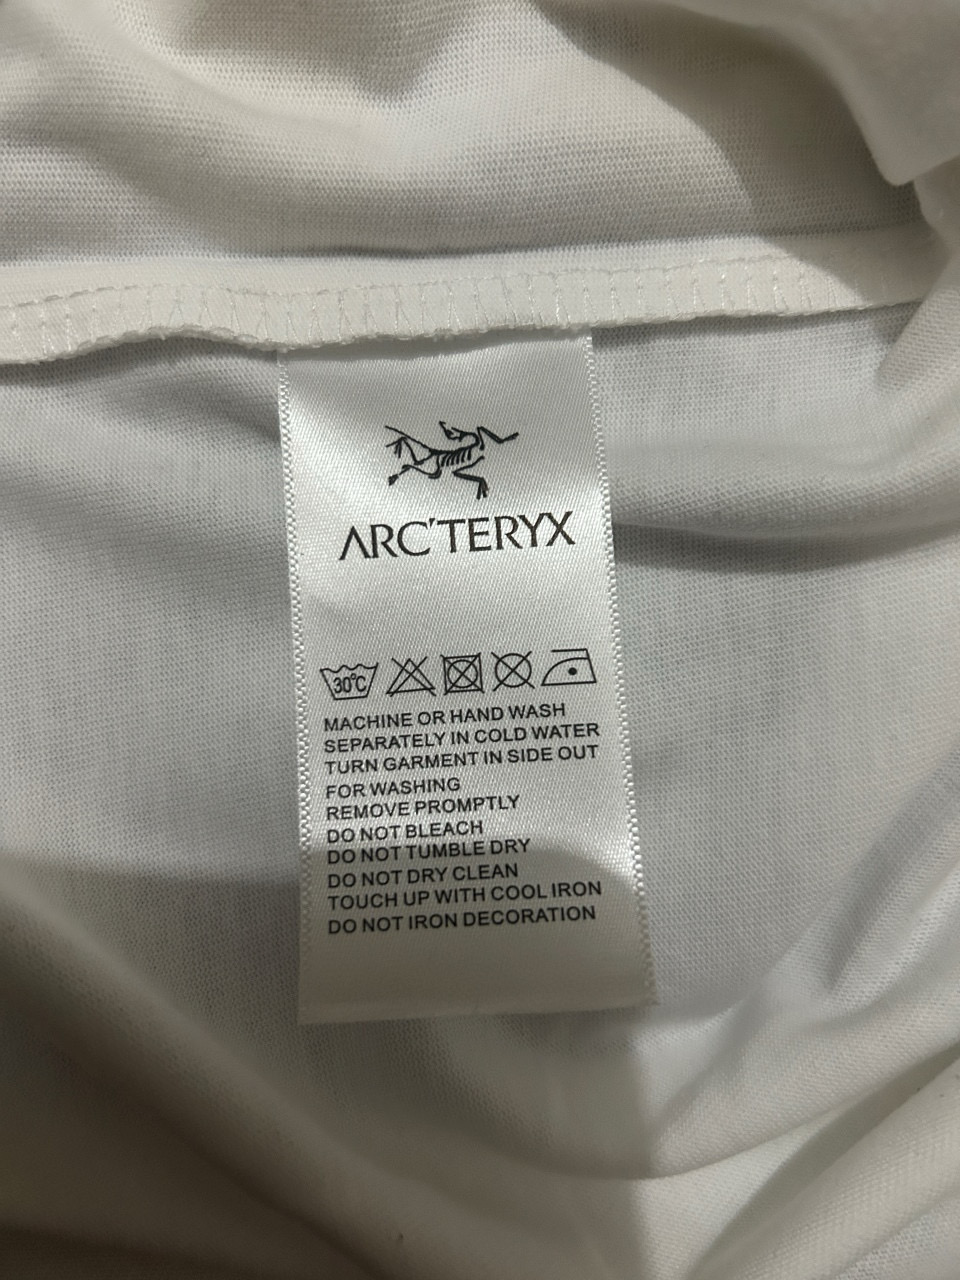 ARC'TERYX
30°C
MACHINE OR HAND WASH
SEPARATELY IN COLD WATER
TURN GARMENT IN SIDE OUT
FOR WASHING
REMOVE PROMPTLY
DO NOT BLEACH
DO NOT TUMBLE DRY
DO NOT DRY CLEAN
TOUCH UP WITH COOL IRON
DO NOT IRON DECORATION